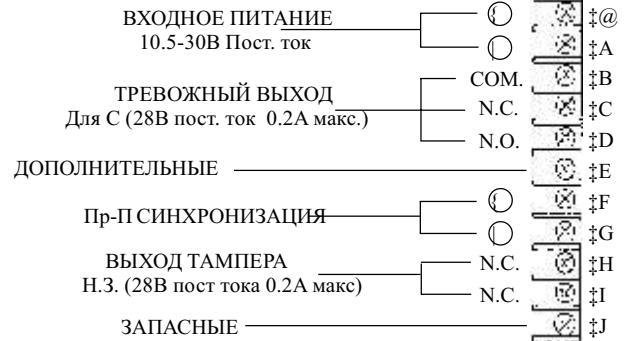 ВХОДНОЕ ПИТАНИЕ
10.5-30В Пост. ток
‡@
‡A
ТРЕВОЖНЫЙ ВЫХОД
Для С (28В пост. ток 0.2А макс.)
COM. ‡B
N.C. ‡C
N.O. ‡D
ДОПОЛНИТЕЛЬНЫЕ ‡E
Пр-П СИНХРОНИЗАЦИЯ
‡F
‡G
ВЫХОД ТАМПЕРА
Н.З. (28В пост тока 0.2А макс)
N.C. ‡H
N.C. ‡I
ЗАПАСНЫЕ ‡J